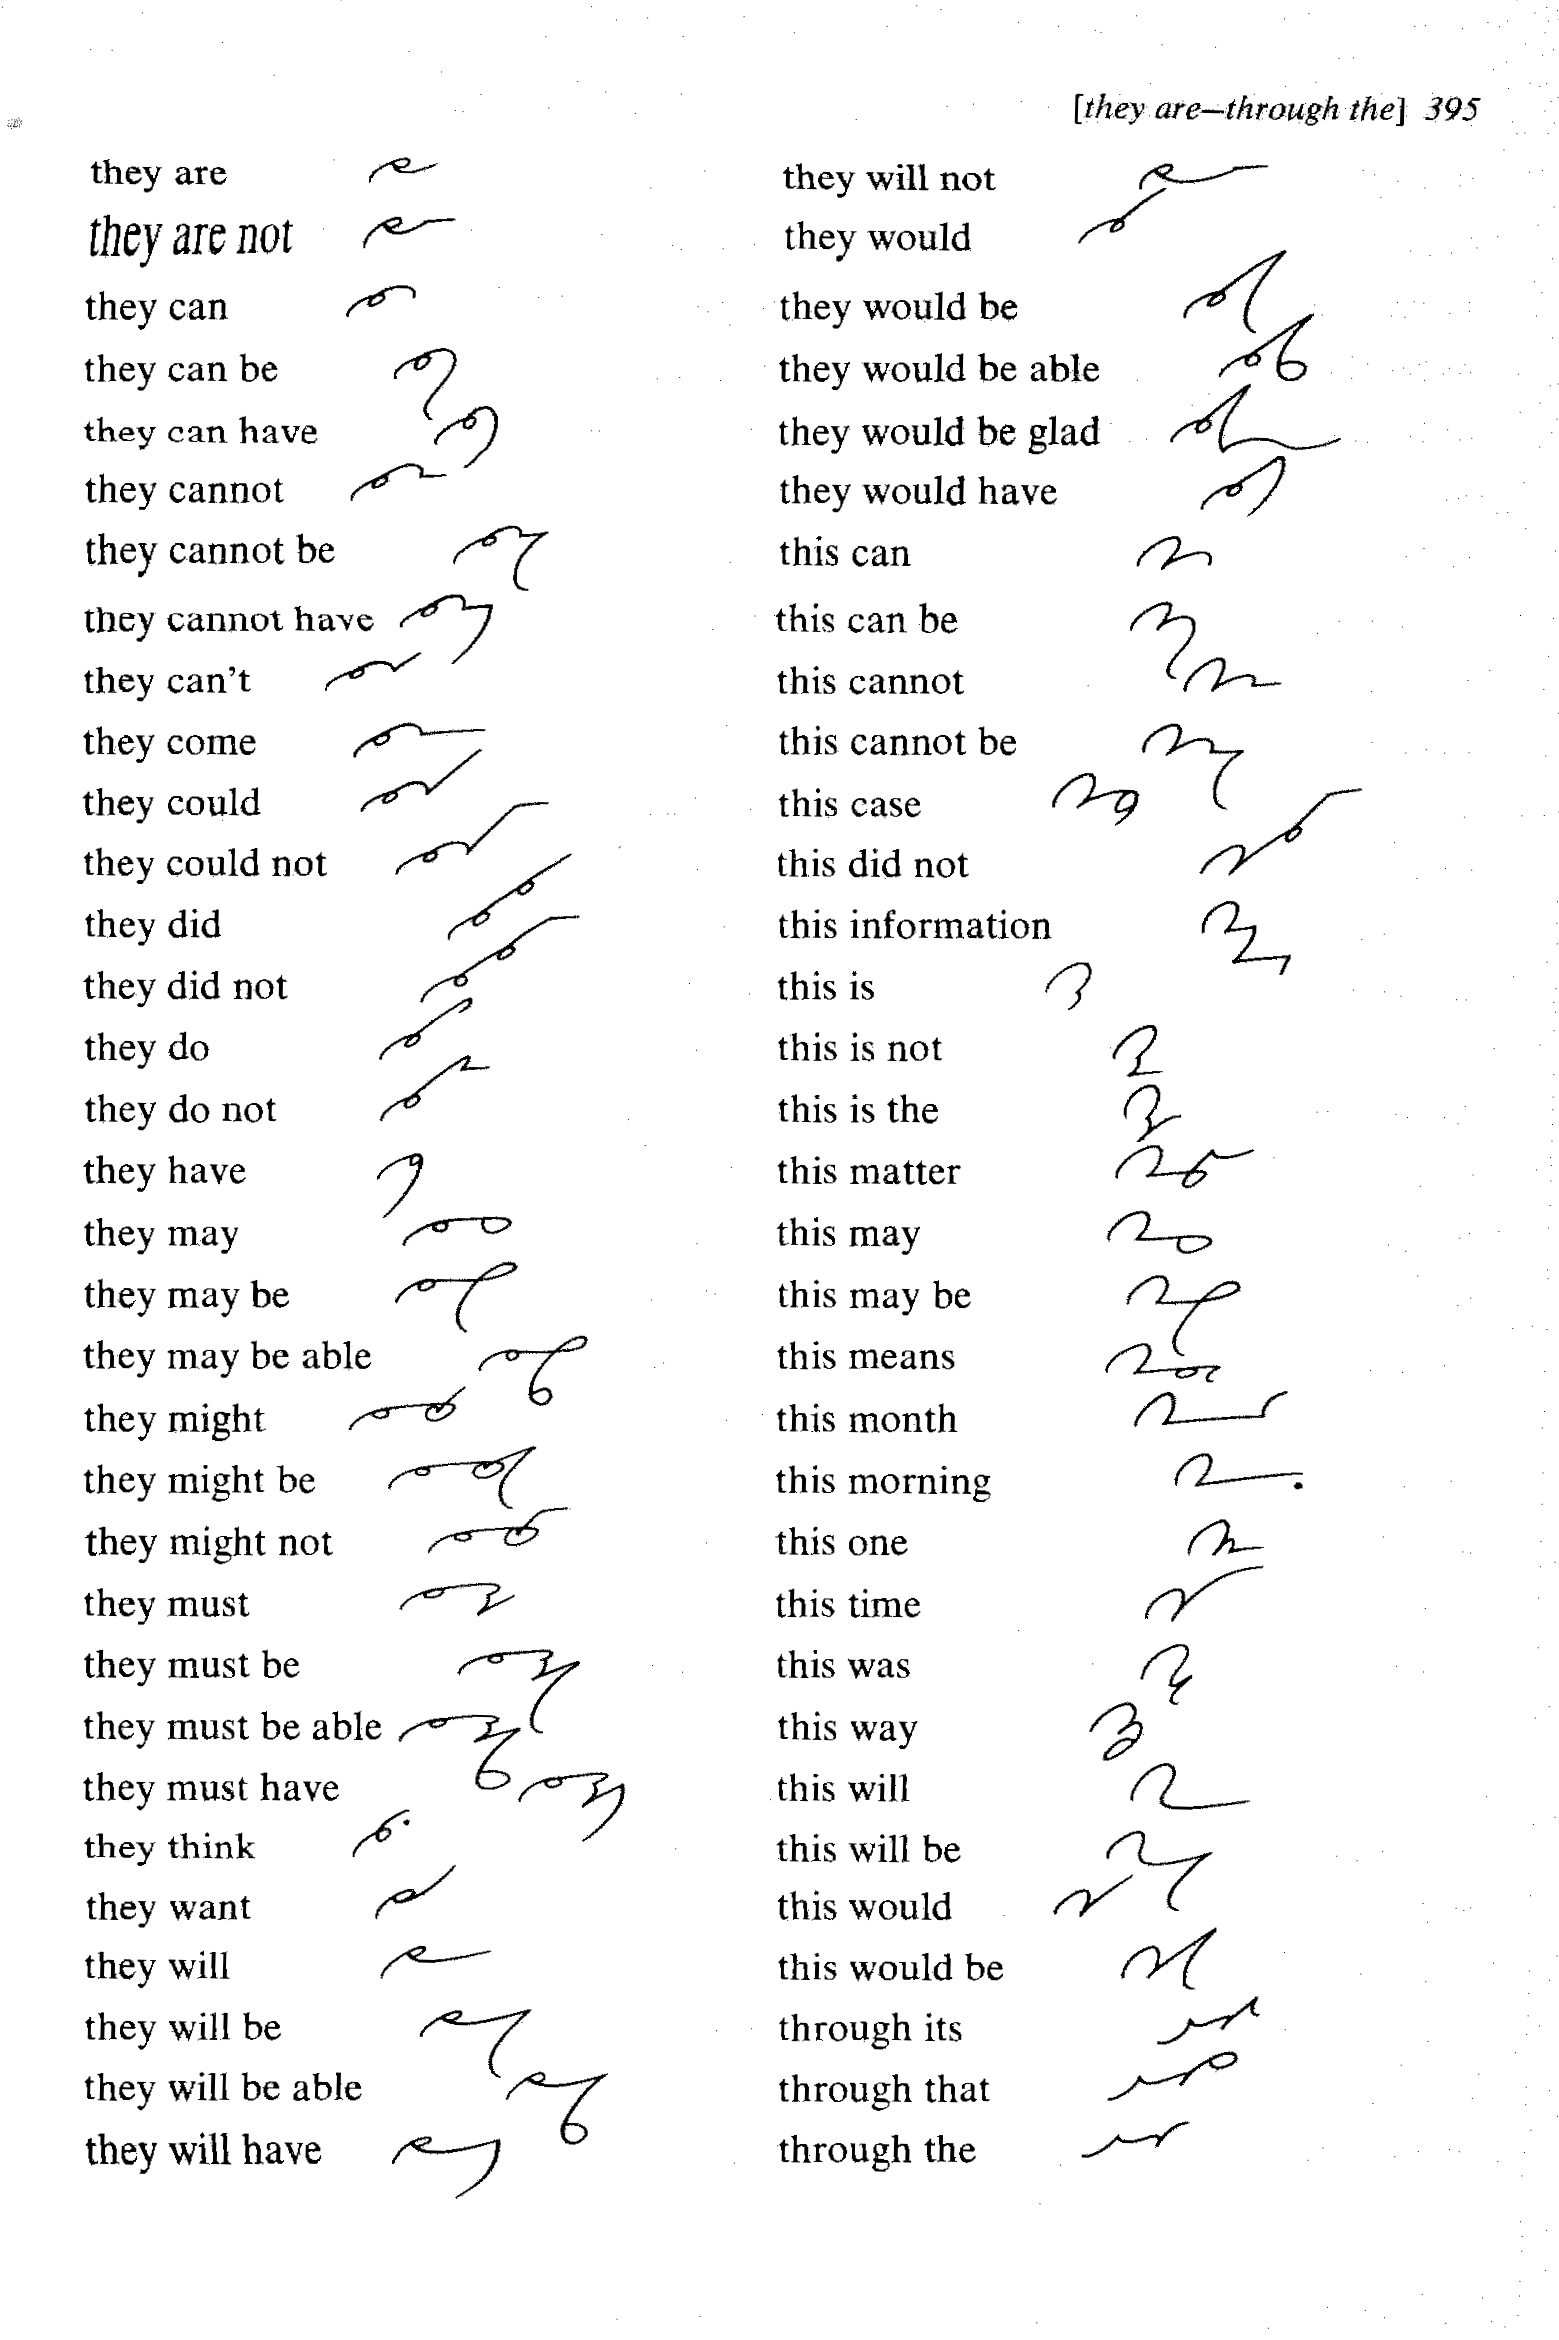 [they are—through the] 395
they are
they are not
they can
they can be
they can have
they cannot
they cannot be
they cannot have
they can't
they come
they could
they could not
they did
they did not
they do
they do not
they have
they may
they may be
they may be able
they might
they might be
they might not
they must
they must be
they must be able
they must have
they think
they want
they will
they will be
they will be able
they will have
they will not
they would
they would be
they would be able
they would be glad
they would have
this can
this can be
this cannot
this cannot be
this case
this did not
this information
this is
this is not
this is the
this matter
this may
this may be
this means
this month
this morning
this one
this time
this was
this way
this will
this will be
this would
this would be
through its
through that
through the